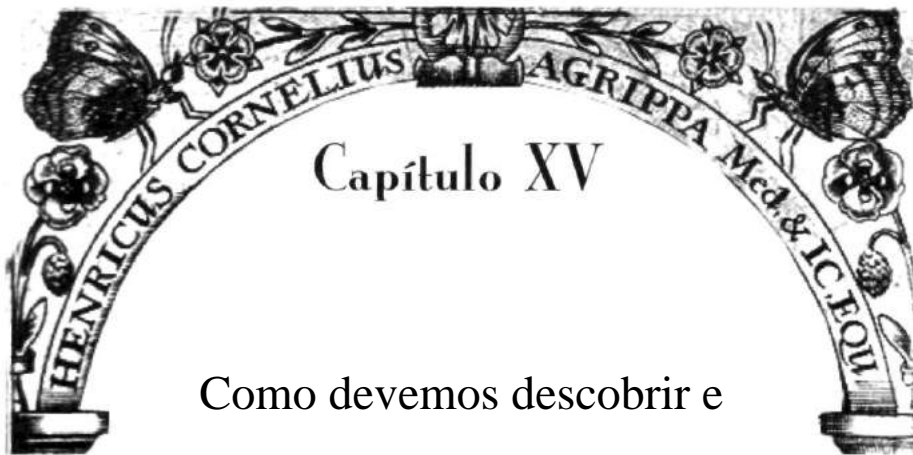 HENRICUS CORNELIUS AGRIPPA Med, & IC. EQU
Capítulo XV
Como devemos descobrir e